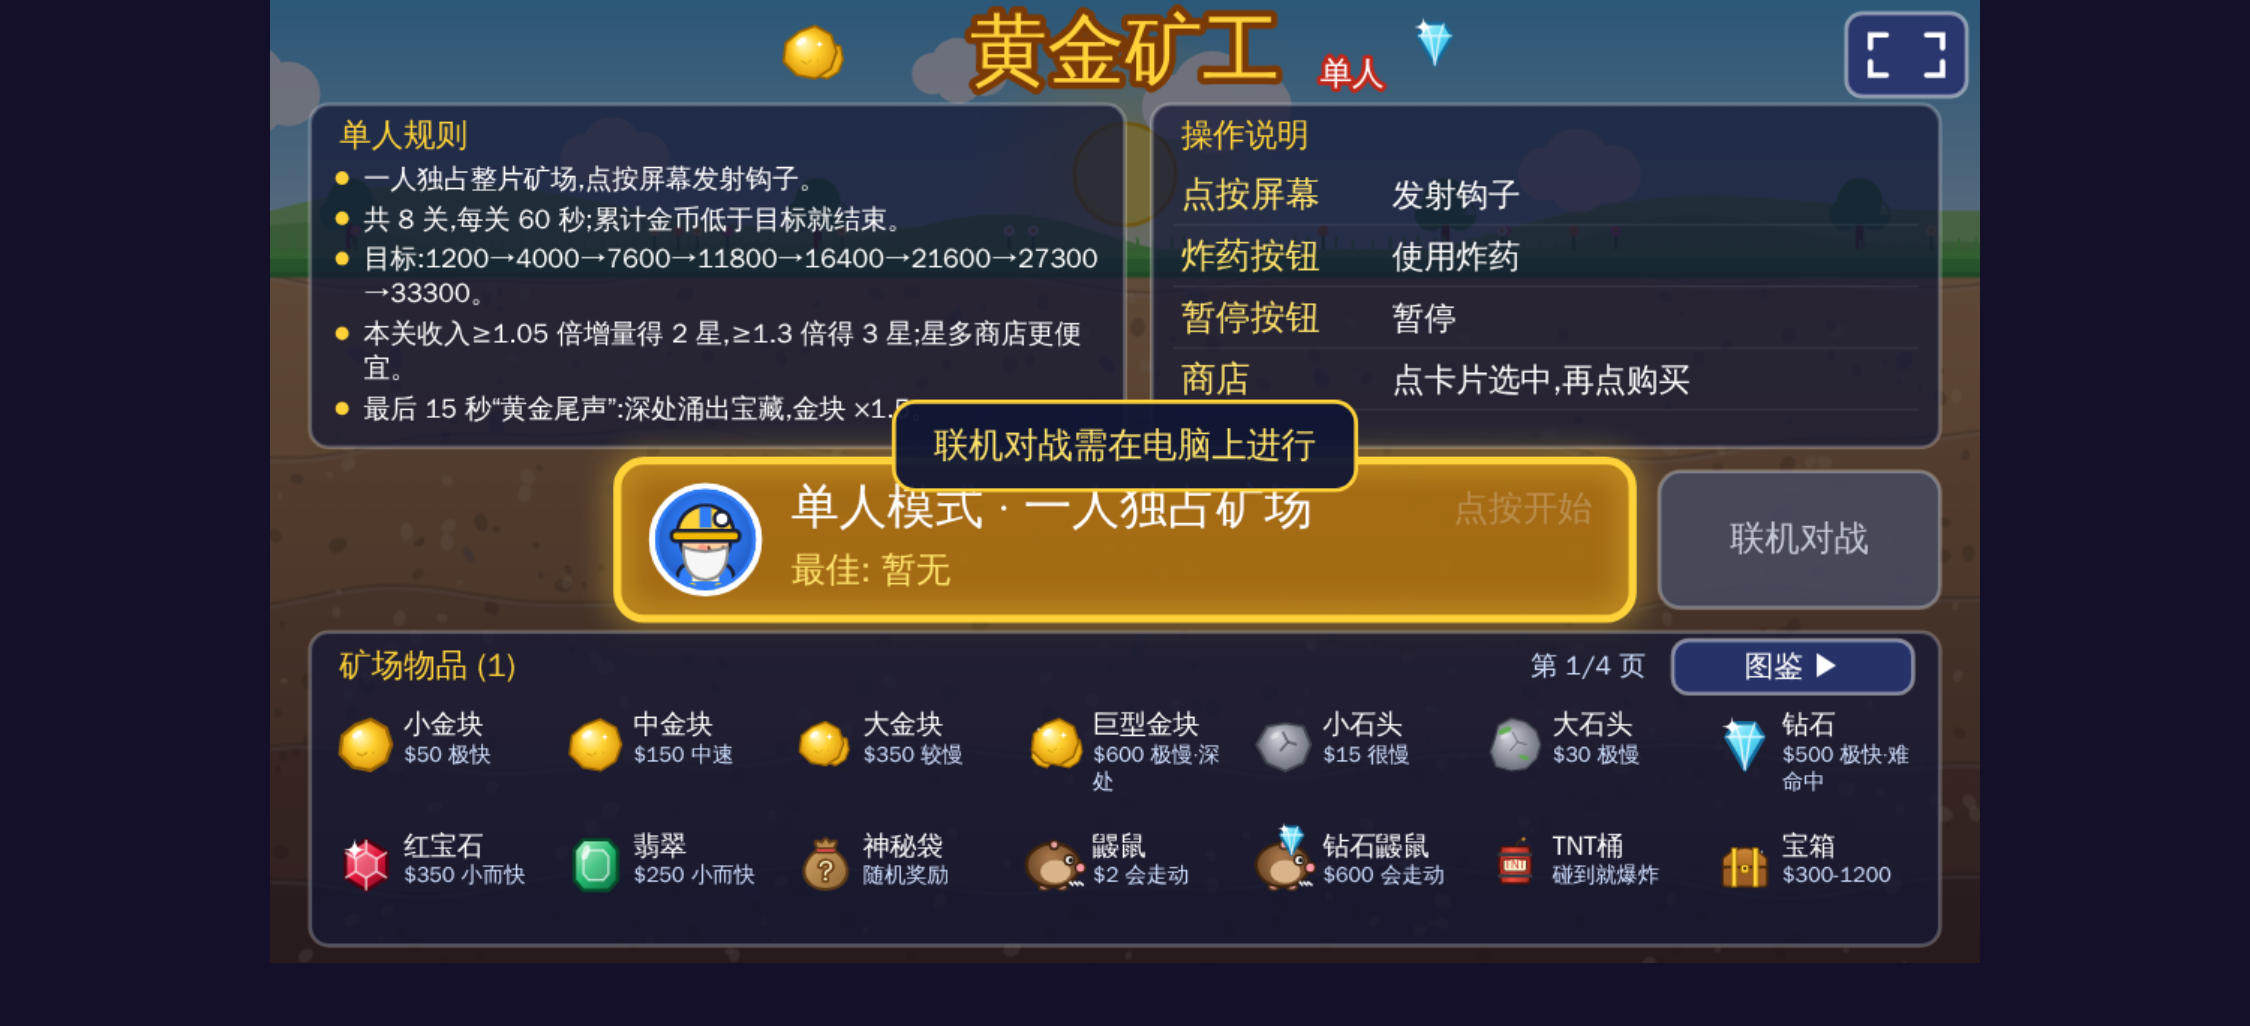 黄金矿工
单人
单人规则
一人独占整片矿场,点按屏幕发射钩子。
共 8 关,每关 60 秒;累计金币低于目标就结束。
目标:1200→4000→7600→11800→16400→21600→27300
→33300。
本关收入≥1.05 倍增量得 2 星,≥1.3 倍得 3 星;星多商店更便
宜。
最后 15 秒“黄金尾声”:深处涌出宝藏,金块 ×1.5。
操作说明
点按屏幕 发射钩子
炸药按钮 使用炸药
暂停按钮 暂停
商店 点卡片选中,再点购买
联机对战需在电脑上进行
单人模式 · 一人独占矿场
点按开始
最佳: 暂无
联机对战
矿场物品 (1)
第 1/4 页
图鉴 ▶
小金块
$50 极快
中金块
$150 中速
大金块
$350 较慢
巨型金块
$600 极慢·深
处
小石头
$15 很慢
大石头
$30 极慢
钻石
$500 极快·难
命中
红宝石
$350 小而快
翡翠
$250 小而快
神秘袋
?
随机奖励
鼹鼠
$2 会走动
钻石鼹鼠
$600 会走动
TNT桶
TNT
碰到就爆炸
宝箱
$300-1200